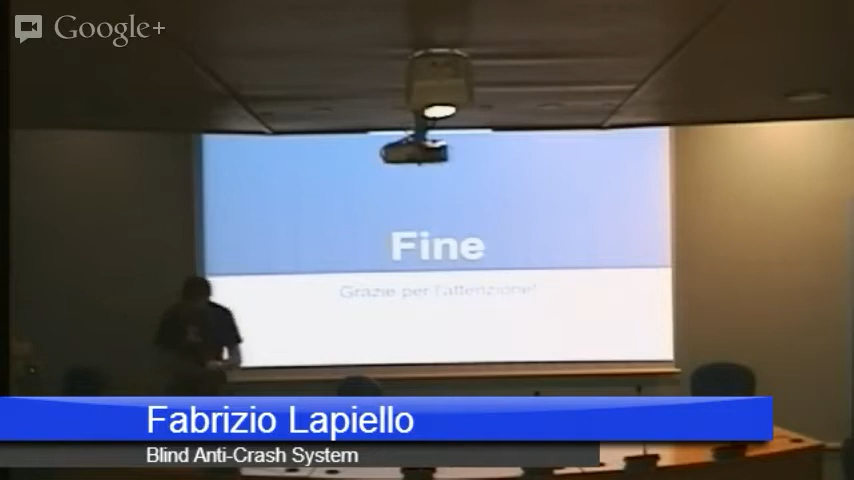 Google+
Fine
Grazie per l'attenzione!
Fabrizio Lapiello
Blind Anti-Crash System